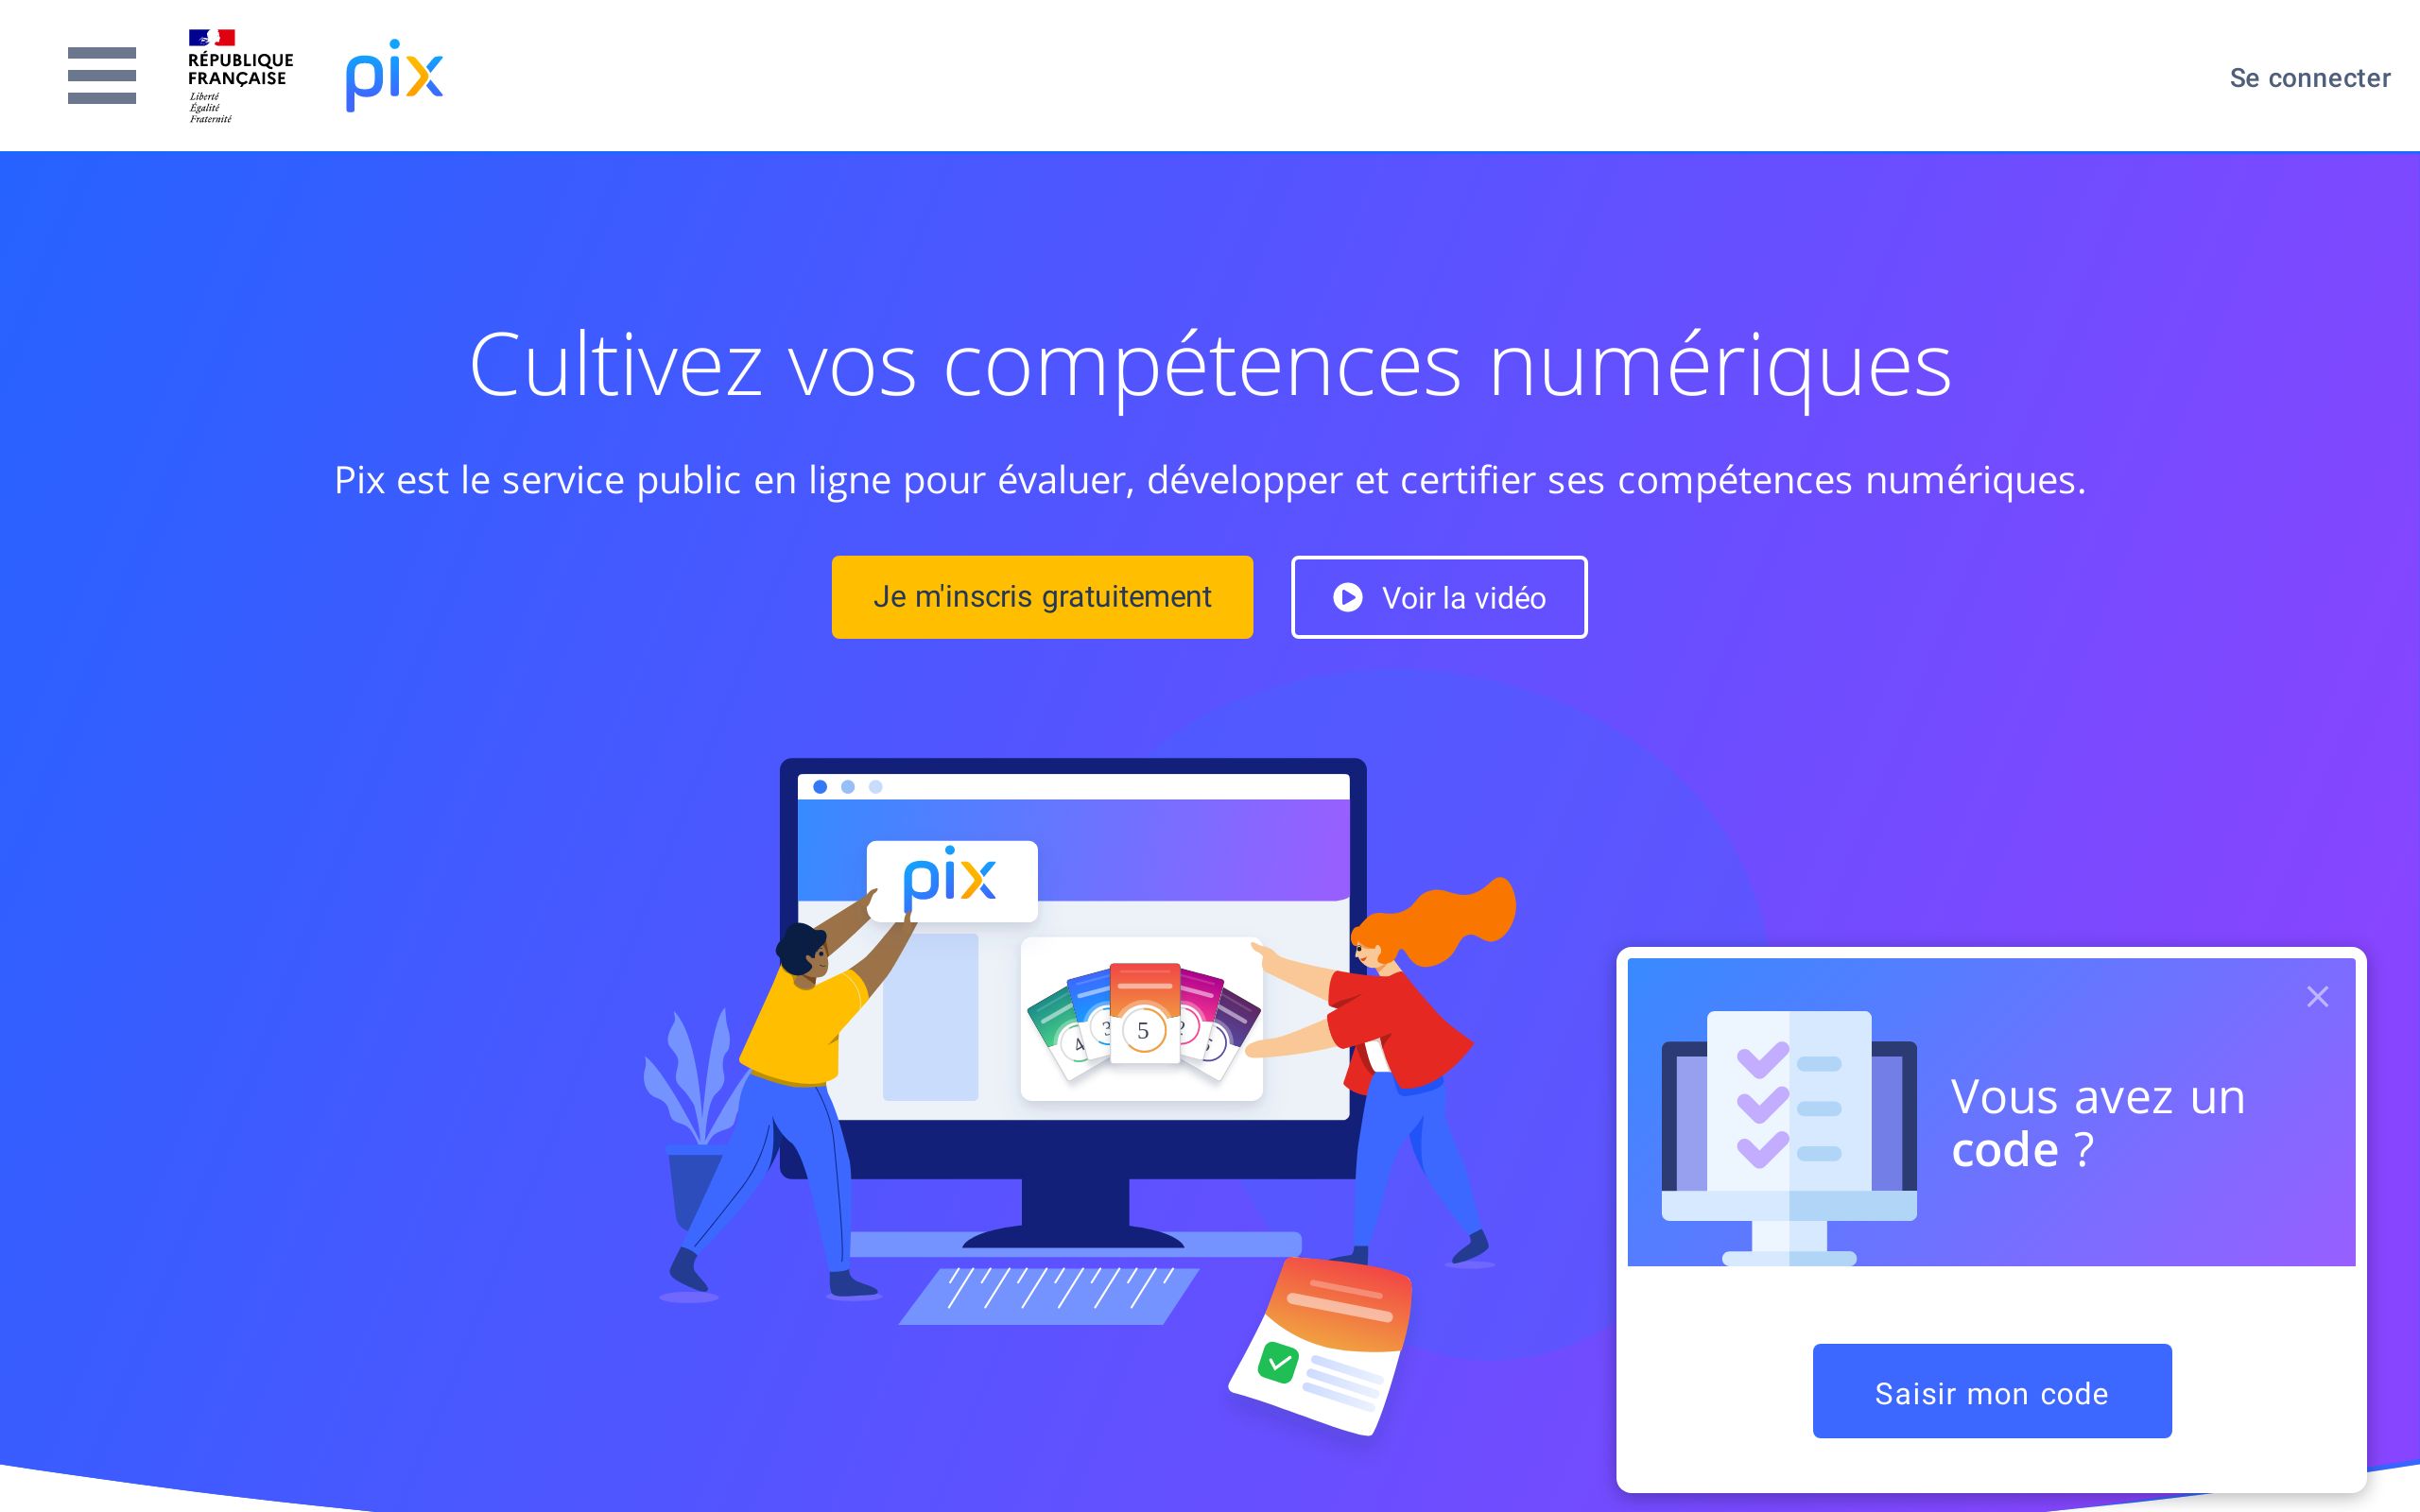 RÉPUBLIQUE
FRANÇAISE
Liberté
Égalité
Fraternité
pix
Se connecter
Cultivez vos compétences numériques
Pix est le service public en ligne pour évaluer, développer et certifier ses compétences numériques.
Je m'inscris gratuitement
Voir la vidéo
pix
4 3 5
Vous avez un
code ?
Saisir mon code